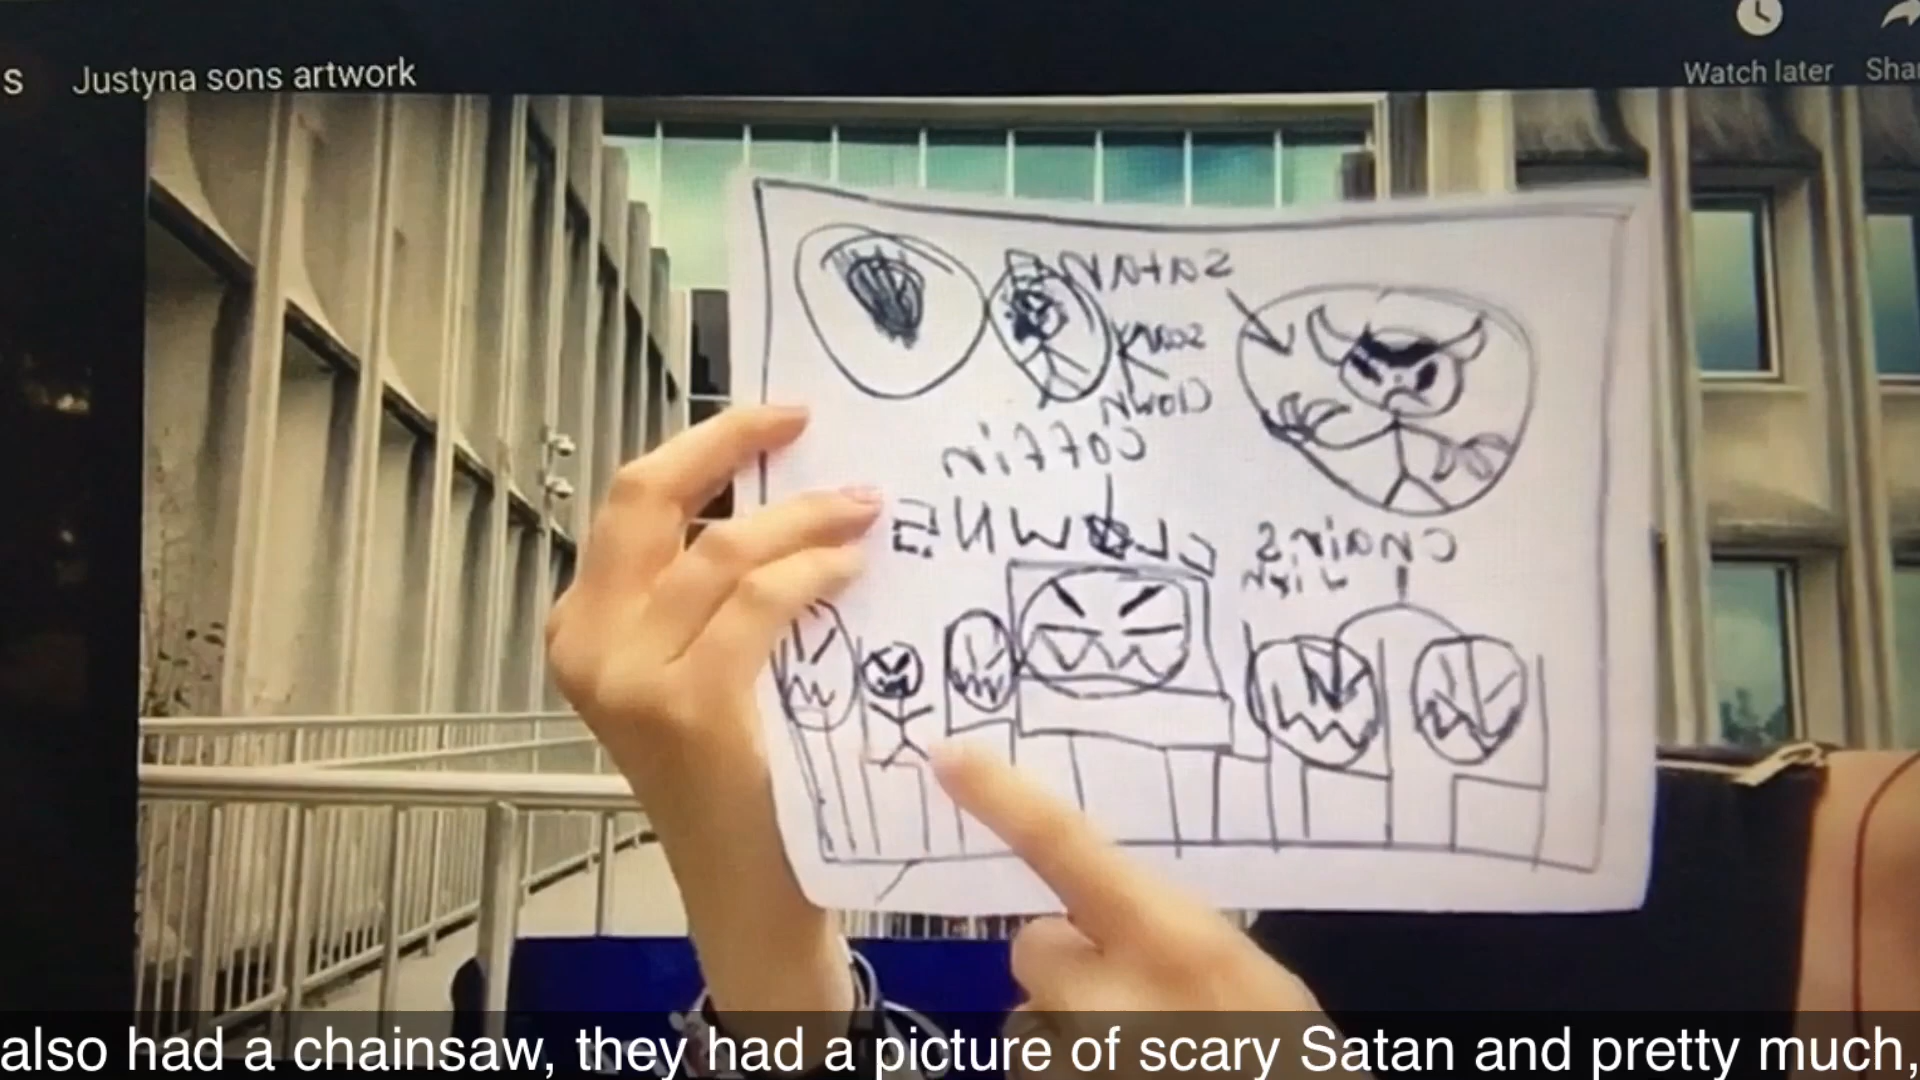 s Justyna sons artwork
Watch later Shar
Satan
scary
Clown
Coffin
CLOWNS
Chairs
also had a chainsaw, they had a picture of scary Satan and pretty much,